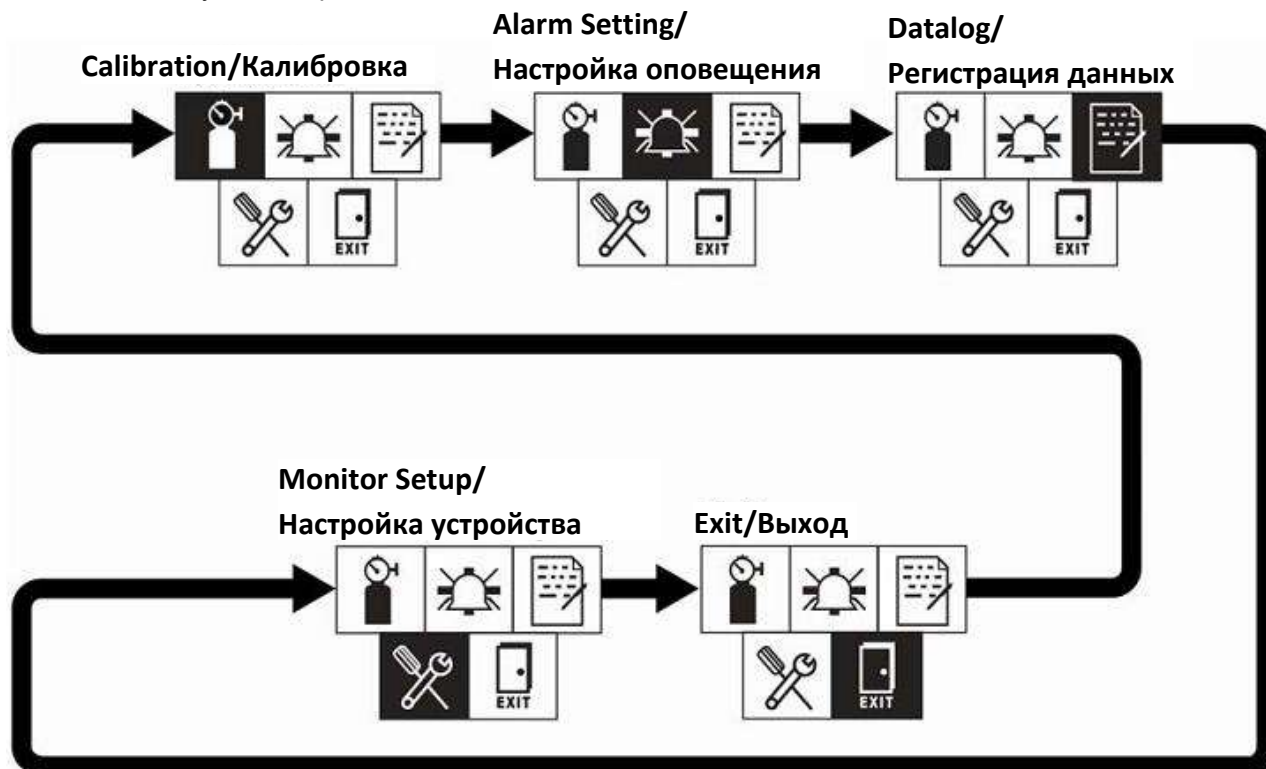 Alarm Setting/
Настройка оповещения
Datalog/
Регистрация данных
Calibration/Калибровка
EXIT
EXIT
EXIT
Monitor Setup/
Настройка устройства
Exit/Выход
EXIT
EXIT